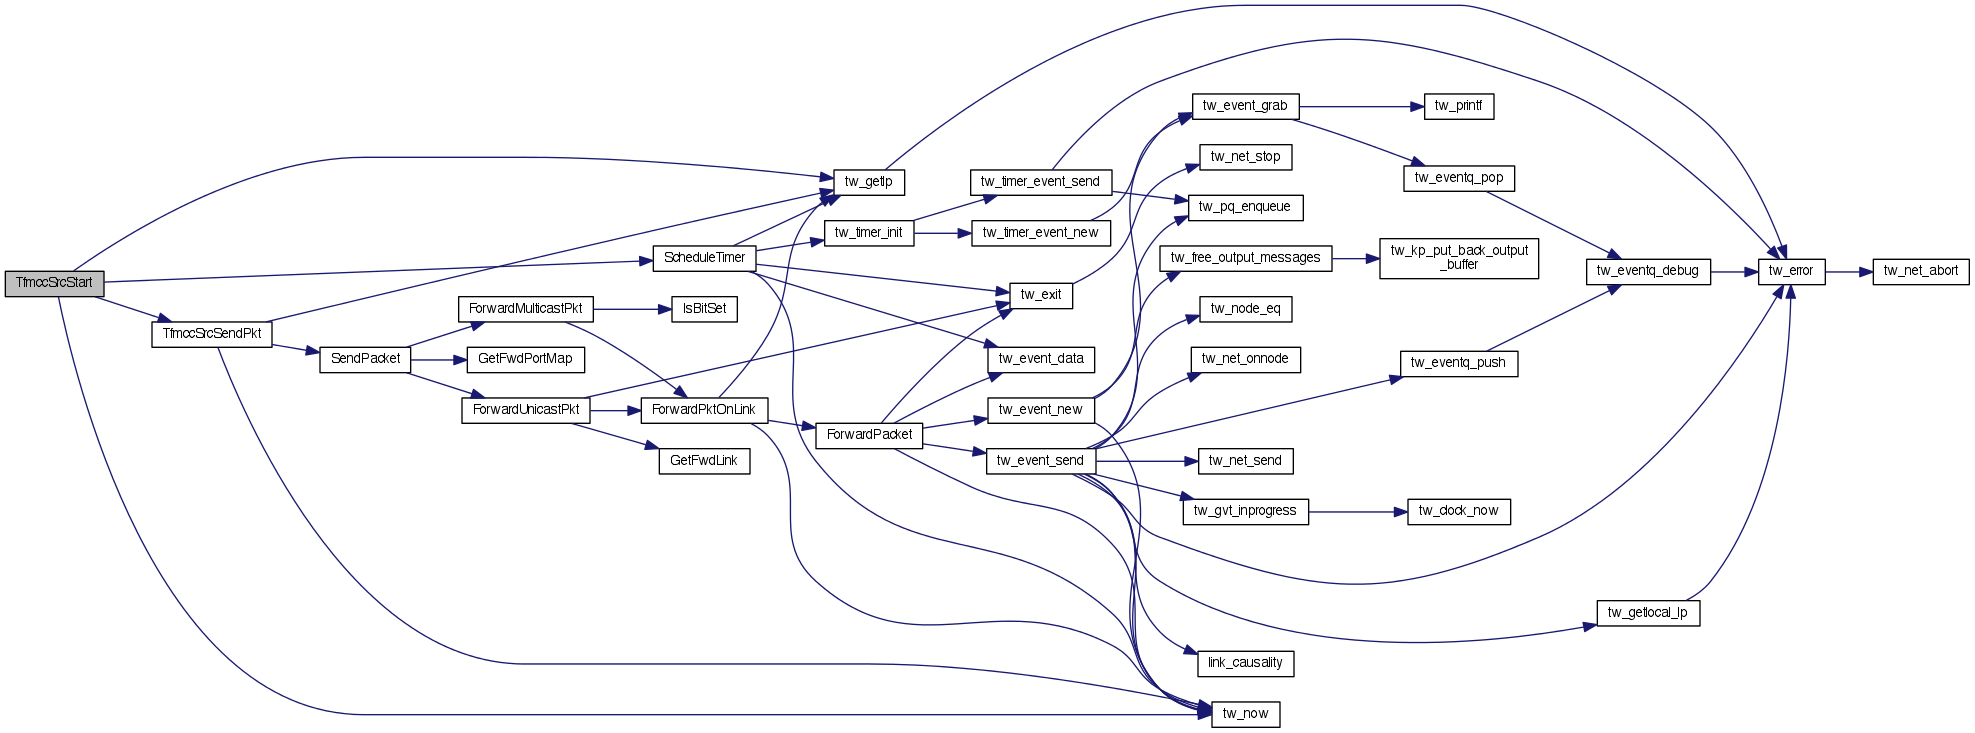 TfmccSrcStart
TfmccSrcSendPkt
SendPacket
ForwardMulticastPkt
GetFwdPortMap
ForwardUnicastPkt
ScheduleTimer
IsBitSet
ForwardPktOnLink
GetFwdLink
tw_getlp
tw_timer_init
ForwardPacket
tw_timer_event_send
tw_timer_event_new
tw_exit
tw_event_data
tw_event_new
tw_event_send
tw_event_grab
tw_net_stop
tw_pq_enqueue
tw_free_output_messages
tw_node_eq
tw_net_onnode
tw_net_send
tw_gvt_inprogress
link_causality
tw_now
tw_printf
tw_eventq_pop
tw_kp_put_back_output
_buffer
tw_eventq_push
tw_clock_now
tw_eventq_debug
tw_getlocal_lp
tw_error
tw_net_abort